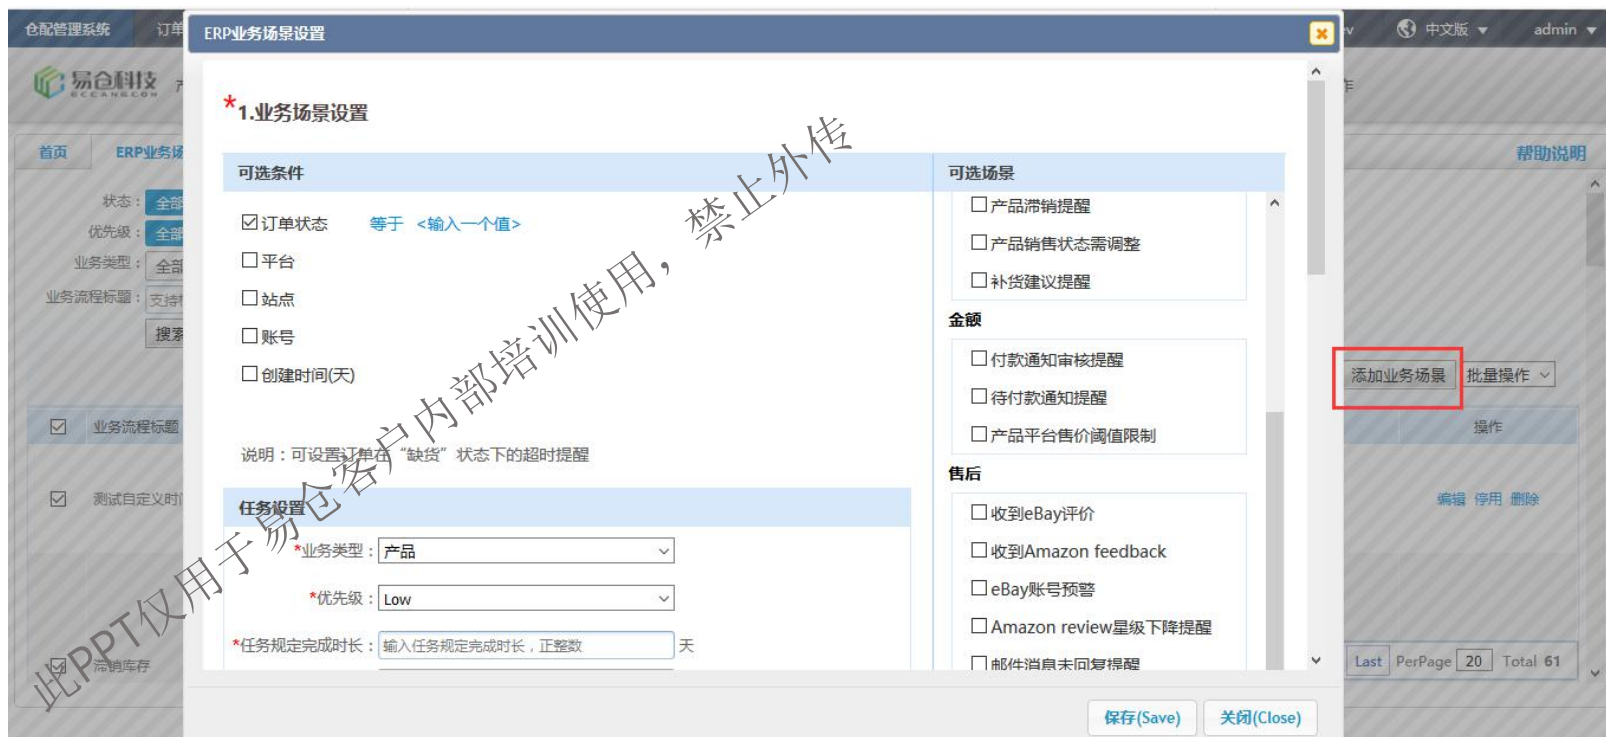 仓配管理系统 订单
ERP业务场景设置
中文版 admin
易仓科技
ECCANG.COM
*1.业务场景设置
首页 ERP业务场
帮助说明
可选条件
可选场景
状态： 全部
优先级： 全部
业务类型： 全部
业务流程标题： 支持
搜索
订单状态 等于 <输入一个值>
平台
站点
账号
创建时间(天)
说明：可设置订单在“缺货”状态下的超时提醒
产品滞销提醒
产品销售状态需调整
补货建议提醒
金额
付款通知审核提醒
待付款通知提醒
产品平台售价阈值限制
售后
收到eBay评价
收到Amazon feedback
eBay账号预警
Amazon review星级下降提醒
邮件消息未回复提醒
添加业务场景 批量操作
业务流程标题
操作
测试自定义时间
编辑 停用 删除
任务设置
*业务类型： 产品
*优先级： Low
*任务规定完成时长： 输入任务规定完成时长，正整数 天
滞销库存
Last PerPage 20 Total 61
保存(Save) 关闭(Close)
此PPT仅用于易仓客户内部培训使用，禁止外传